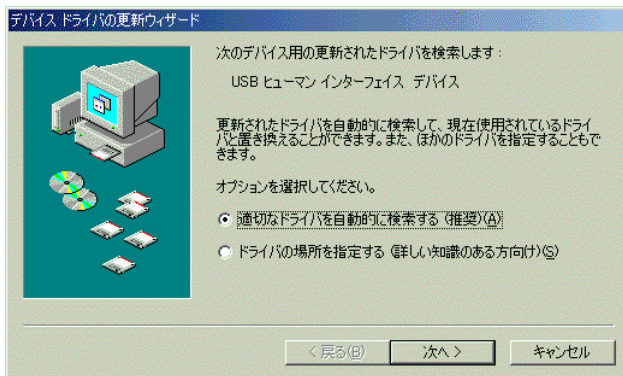 デバイス ドライバの更新ウィザード
次のデバイス用の更新されたドライバを検索します :
USB ヒューマン インターフェイス デバイス
更新されたドライバを自動的に検索して、現在使用されているドライ
バと置き換えることができます。また、ほかのドライバを指定することもで
きます。
オプションを選択してください。
適切なドライバを自動的に検索する (推奨)(A)
ドライバの場所を指定する (詳しい知識のある方向け)(S)
< 戻る(B)
次へ >
キャンセル